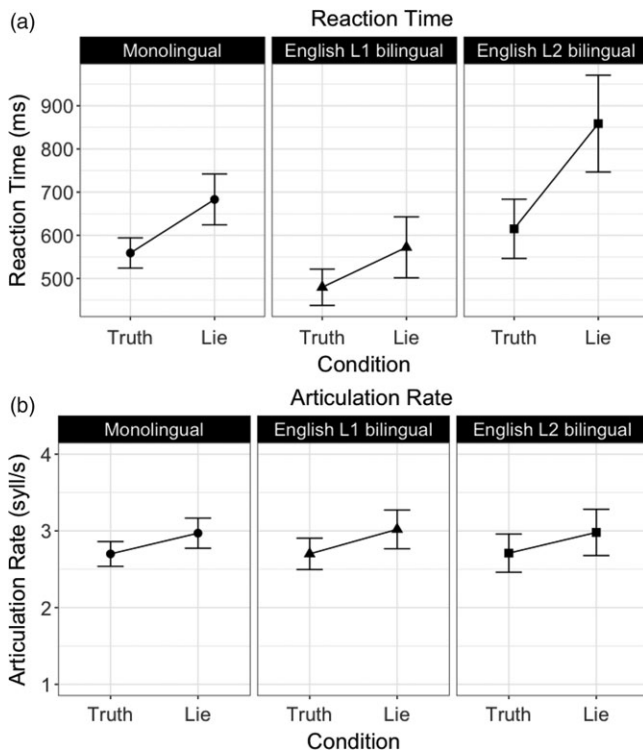 (a)
Reaction Time
Monolingual English L1 bilingual English L2 bilingual
Reaction Time (ms)
900
800
700
600
500
Truth Lie Truth Lie Truth Lie
Condition
(b)
Articulation Rate
Monolingual English L1 bilingual English L2 bilingual
Articulation Rate (syll/s)
4
3
2
1
Truth Lie Truth Lie Truth Lie
Condition